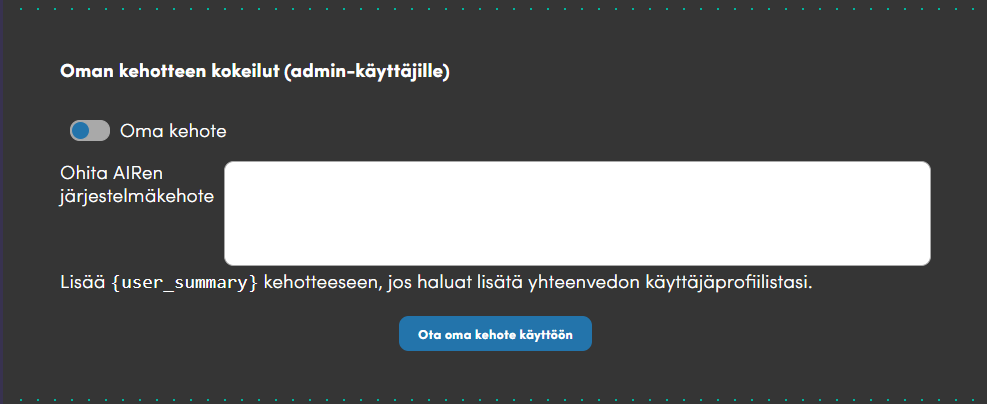 Oman kehotteen kokeilut (admin-käyttäjille)
Oma kehote
Ohita AIRen
järjestelmäkehote
Lisää {user_summary} kehotteeseen, jos haluat lisätä yhteenvedon käyttäjäprofiilistasi.
Ota oma kehote käyttöön